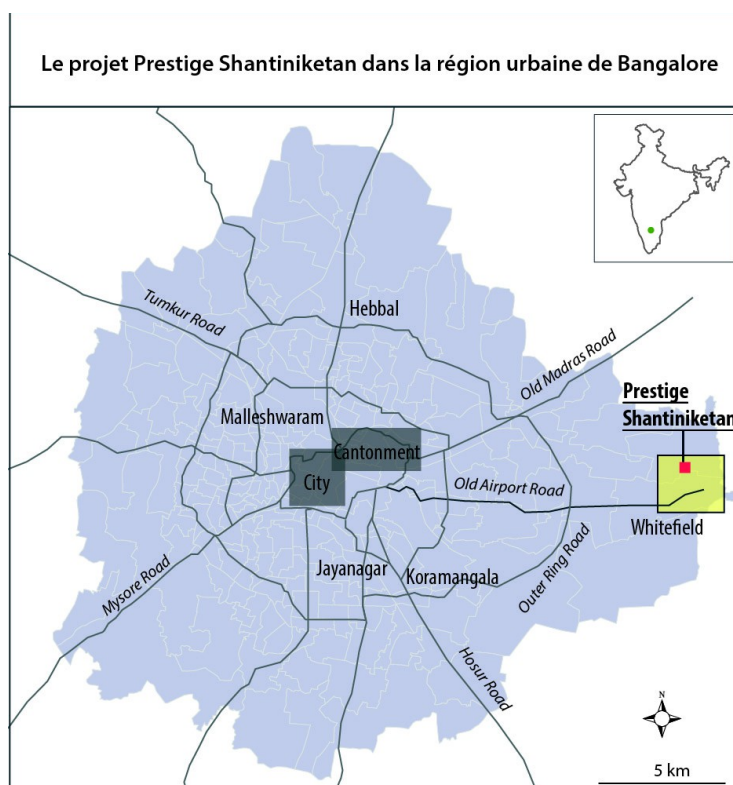 Le projet Prestige Shantiniketan dans la région urbaine de Bangalore
Hebbal
Tumkur Road
Old Madras Road
Prestige
Shantiniketan
Malleshwaram
Cantonment
City
Old Airport Road
Whitefield
Jayanagar
Koramangala
Outer Ring Road
Mysore Road
Hosur Road
N
5 km